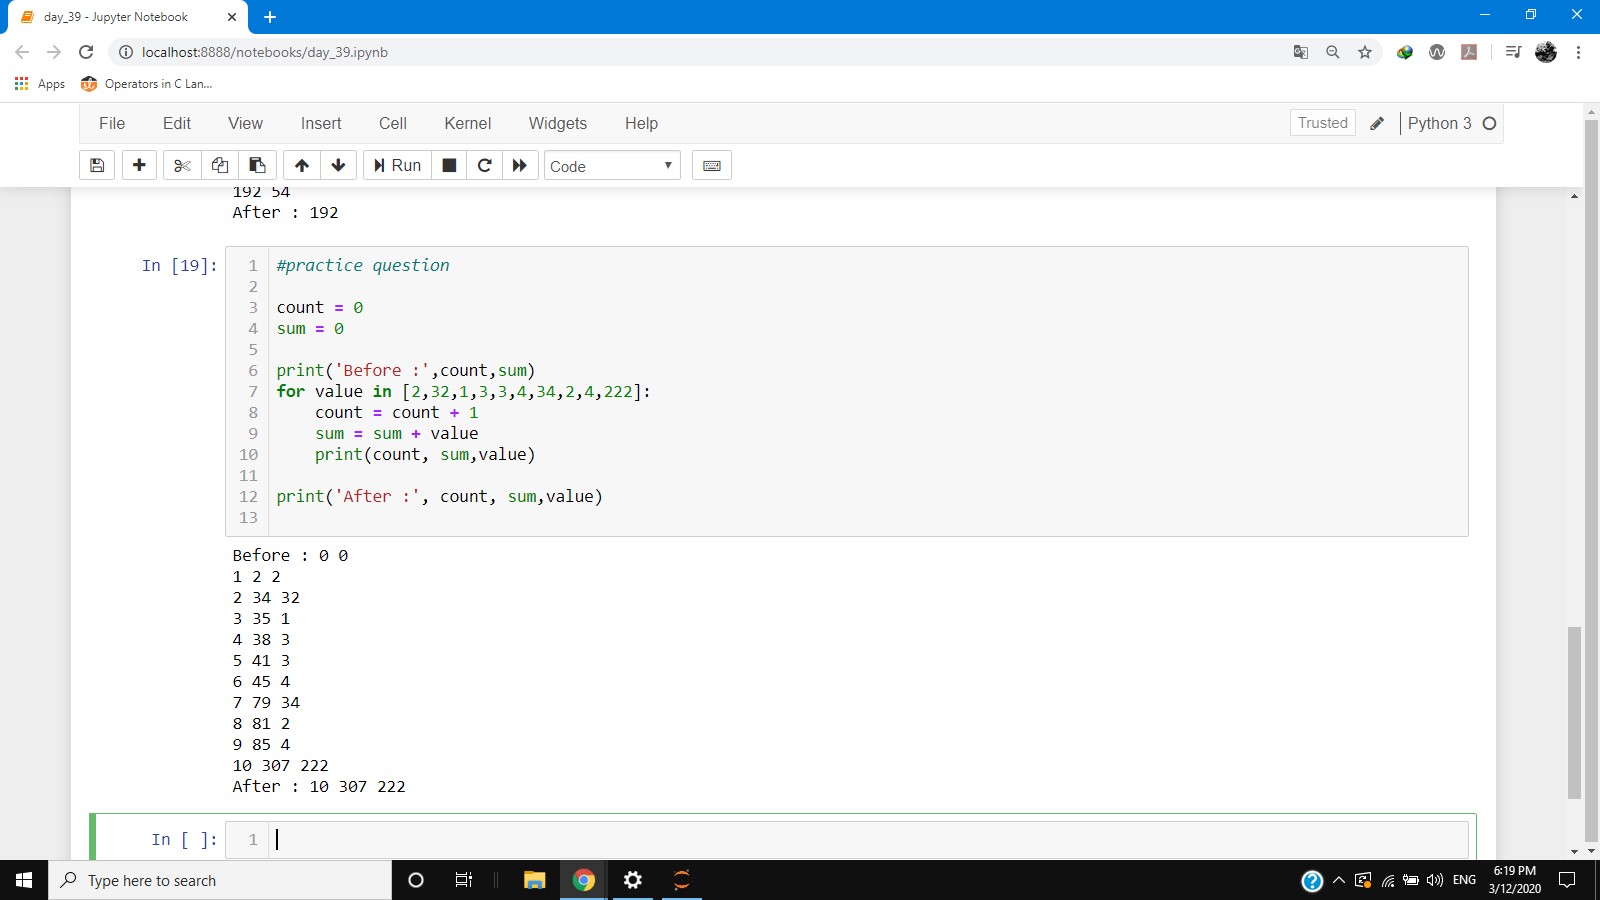 day_39 - Jupyter Notebook
localhost:8888/notebooks/day_39.ipynb
Apps
Operators in C Lan...
File Edit View Insert Cell Kernel Widgets Help
Trusted
Python 3
Run
Code
192 54
After : 192
In [19]:
1 #practice question
2
3 count = 0
4 sum = 0
5
6 print('Before :',count,sum)
7 for value in [2,32,1,3,3,4,34,2,4,222]:
8     count = count + 1
9     sum = sum + value
10     print(count, sum,value)
11
12 print('After :', count, sum,value)
13
Before : 0 0
1 2 2
2 34 32
3 35 1
4 38 3
5 41 3
6 45 4
7 79 34
8 81 2
9 85 4
10 307 222
After : 10 307 222
In [ ]:
1
Type here to search
ENG
6:19 PM
3/12/2020